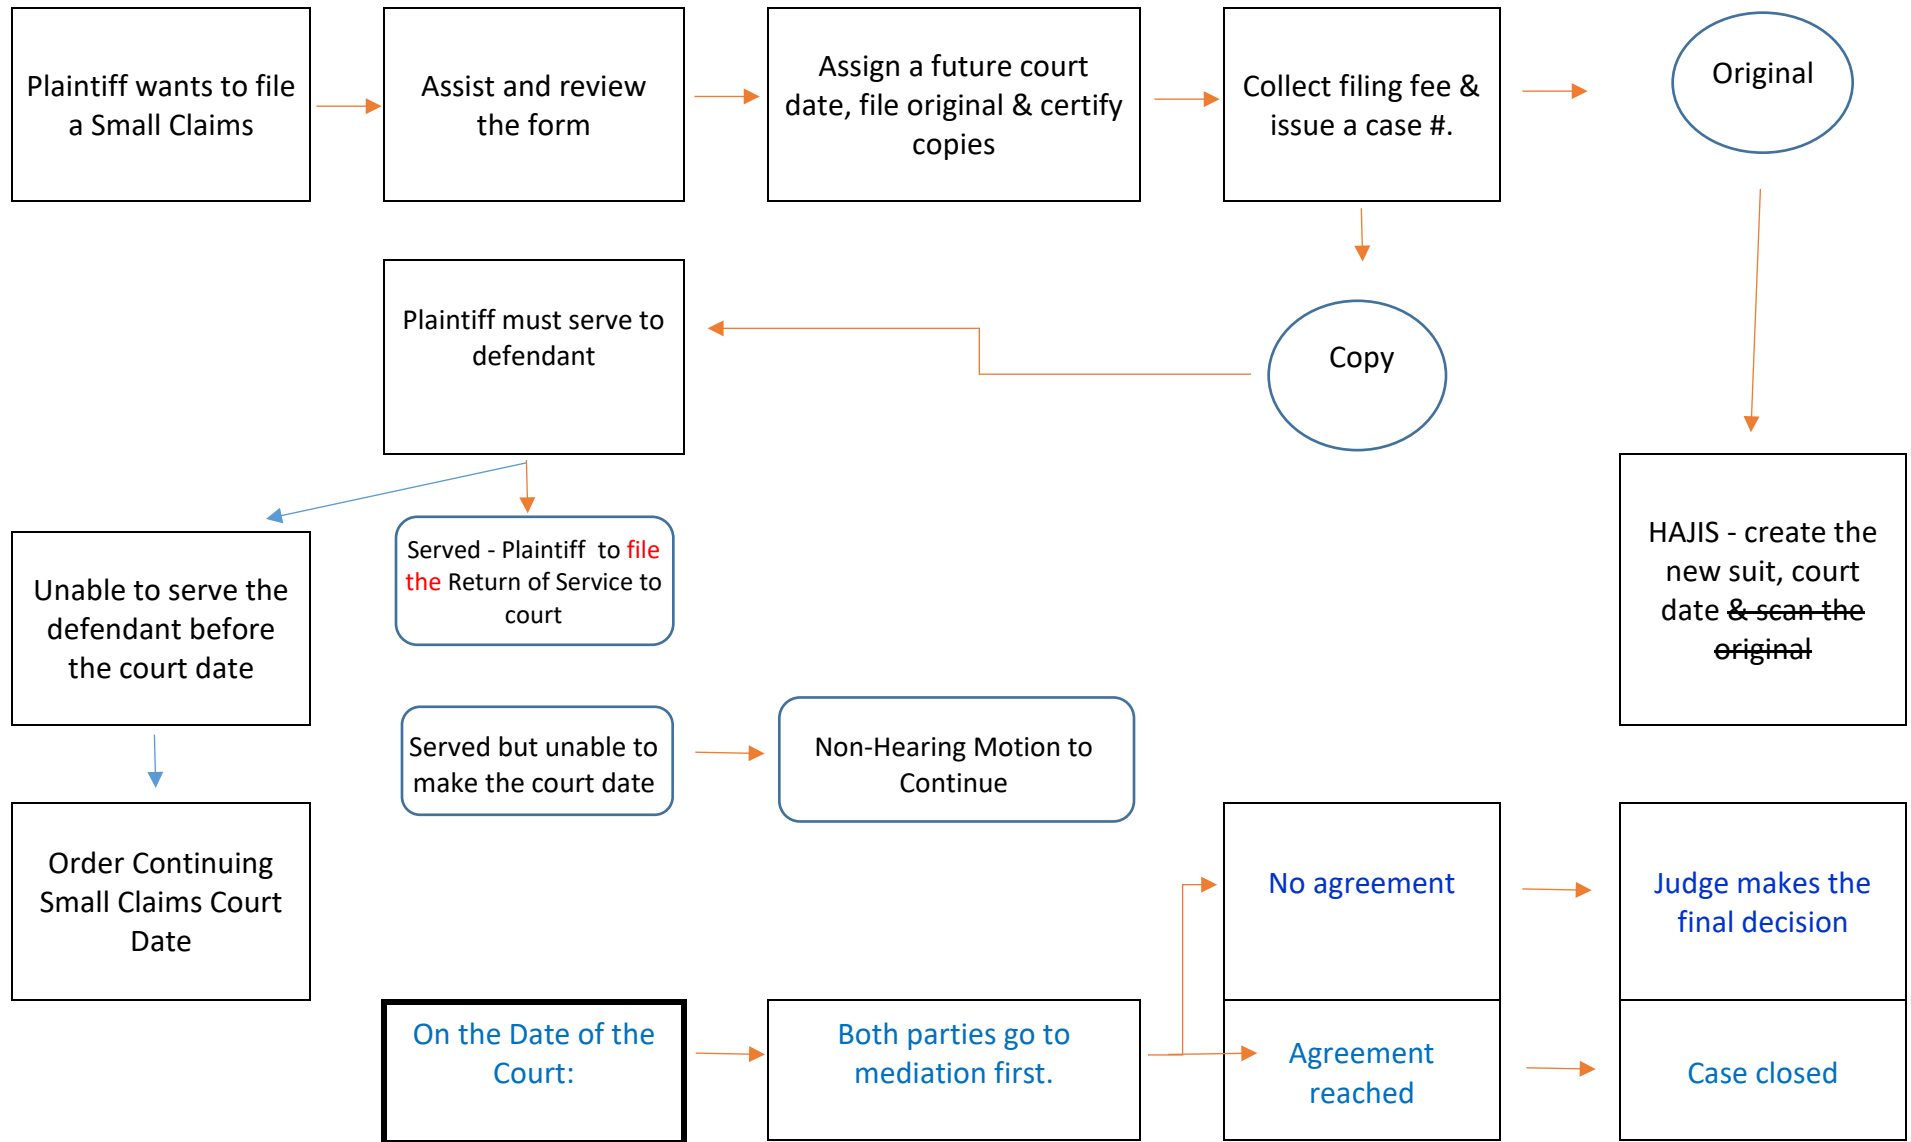 Plaintiff wants to file
a Small Claims
Assist and review
the form
Assign a future court
date, file original & certify
copies
Collect filing fee &
issue a case #.
Original
Plaintiff must serve to
defendant
Copy
Unable to serve the
defendant before
the court date
Served - Plaintiff  to file
the Return of Service to
court
HAJIS - create the
new suit, court
date & scan the
original
Served but unable to
make the court date
Non-Hearing Motion to
Continue
Order Continuing
Small Claims Court
Date
No agreement
Judge makes the
final decision
On the Date of the
Court:
Both parties go to
mediation first.
Agreement
reached
Case closed